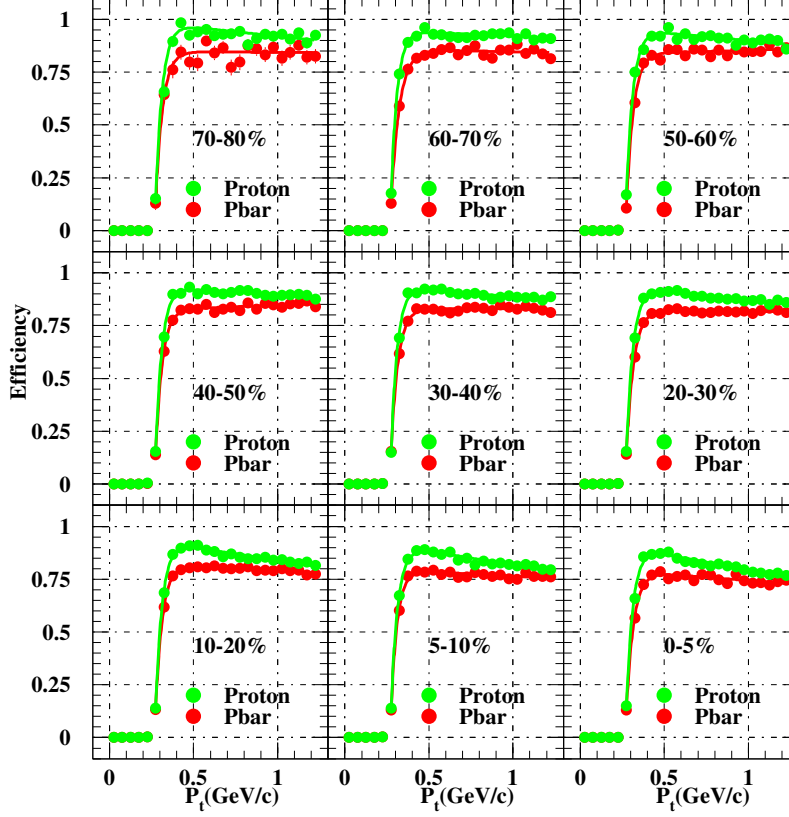 1
0.75
0.5
0.25
0
70-80%
Proton
Pbar
60-70%
Proton
Pbar
50-60%
Proton
Pbar
Efficiency
1
0.75
0.5
0.25
0
40-50%
Proton
Pbar
30-40%
Proton
Pbar
20-30%
Proton
Pbar
1
0.75
0.5
0.25
0
10-20%
Proton
Pbar
5-10%
Proton
Pbar
0-5%
Proton
Pbar
0 0.5 1 0 0.5 1 0 0.5 1
P_t(GeV/c) P_t(GeV/c) P_t(GeV/c)